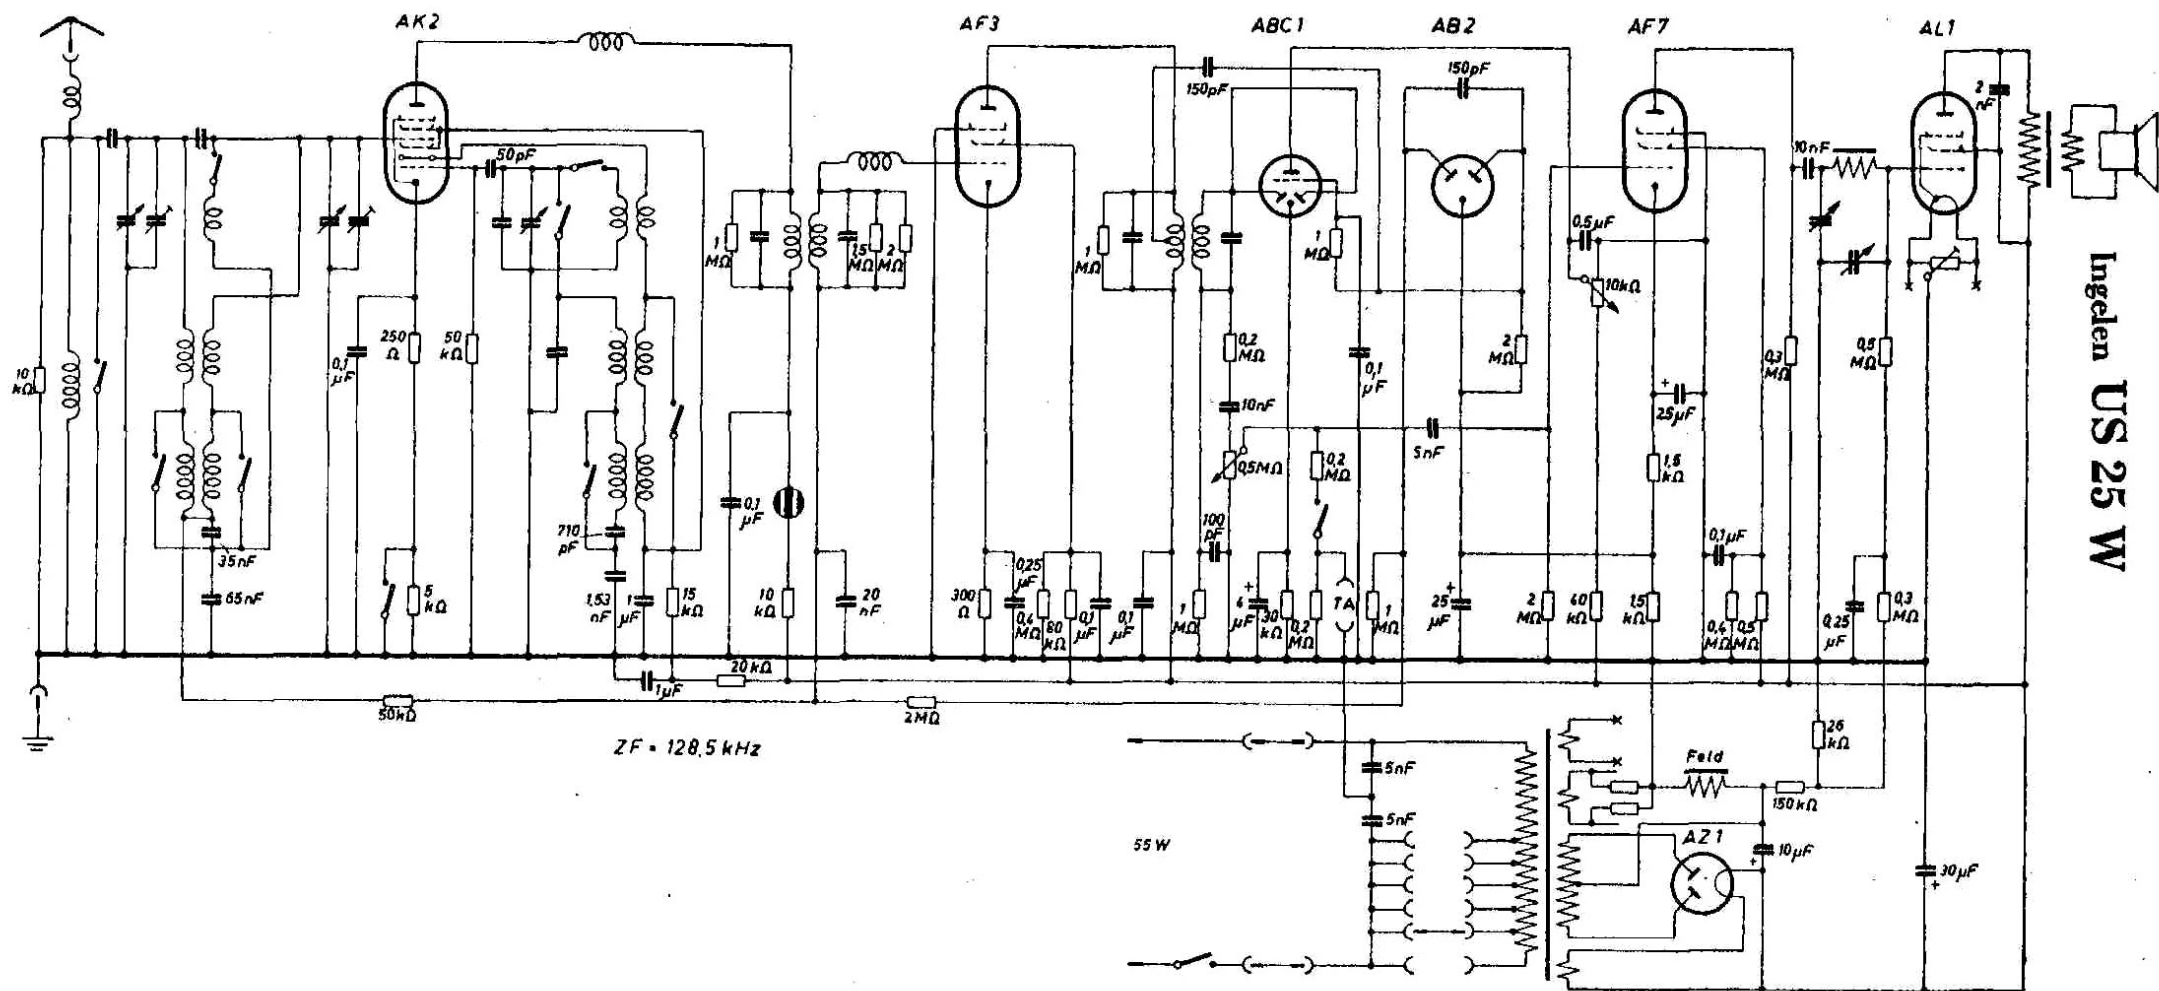 AK2
AF3
ABC1
AB2
AF7
AL1
150pF
150pF
2
nF
50pF
10nF
1
MΩ
1,5
MΩ
2
MΩ
1
MΩ
1
MΩ
0,5µF
10kΩ
10
kΩ
0,1
µF
250
Ω
50
kΩ
0,2
MΩ
0,1
µF
2
MΩ
0,3
MΩ
0,5
MΩ
25µF
10nF
5nF
0,5MΩ
0,2
MΩ
1,5
kΩ
0,1
µF
710
pF
100
pF
0,1µF
35nF
65nF
5
kΩ
1,53
nF
1
µF
15
kΩ
10
kΩ
20
nF
300
Ω
0,25
µF
0,4
MΩ
80
kΩ
0,1
µF
0,1
µF
1
MΩ
4
µF
30
kΩ
0,2
MΩ
TA
1
MΩ
25
µF
2
MΩ
40
kΩ
1,5
kΩ
0,4
MΩ
0,5
MΩ
0,25
µF
0,3
MΩ
1µF
20kΩ
50kΩ
2MΩ
ZF = 128,5 kHz
26
kΩ
Feld
150kΩ
5nF
5nF
55W
AZ1
10µF
30µF
Ingelen US 25 W